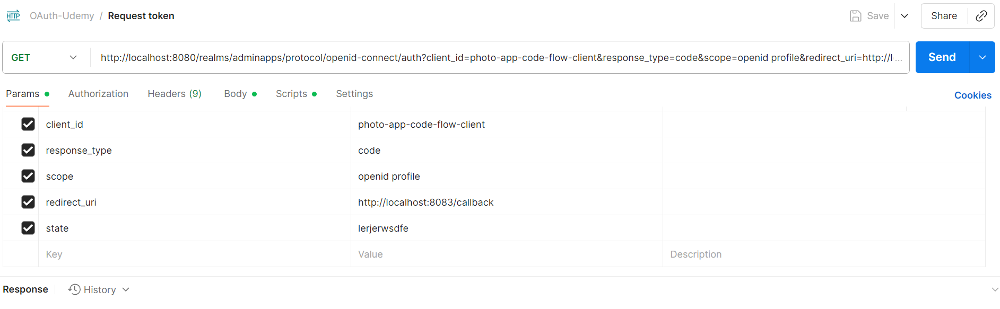 HTTP OAuth-Udemy / Request token Save Share
GET http://localhost:8080/realms/adminapps/protocol/openid-connect/auth?client_id=photo-app-code-flow-client&response_type=code&scope=openid profile&redirect_uri=http://l... Send
Params Authorization Headers (9) Body Scripts Settings Cookies
client_id photo-app-code-flow-client
response_type code
scope openid profile
redirect_uri http://localhost:8083/callback
state lerjerwsdfe
Key Value Description
Response History